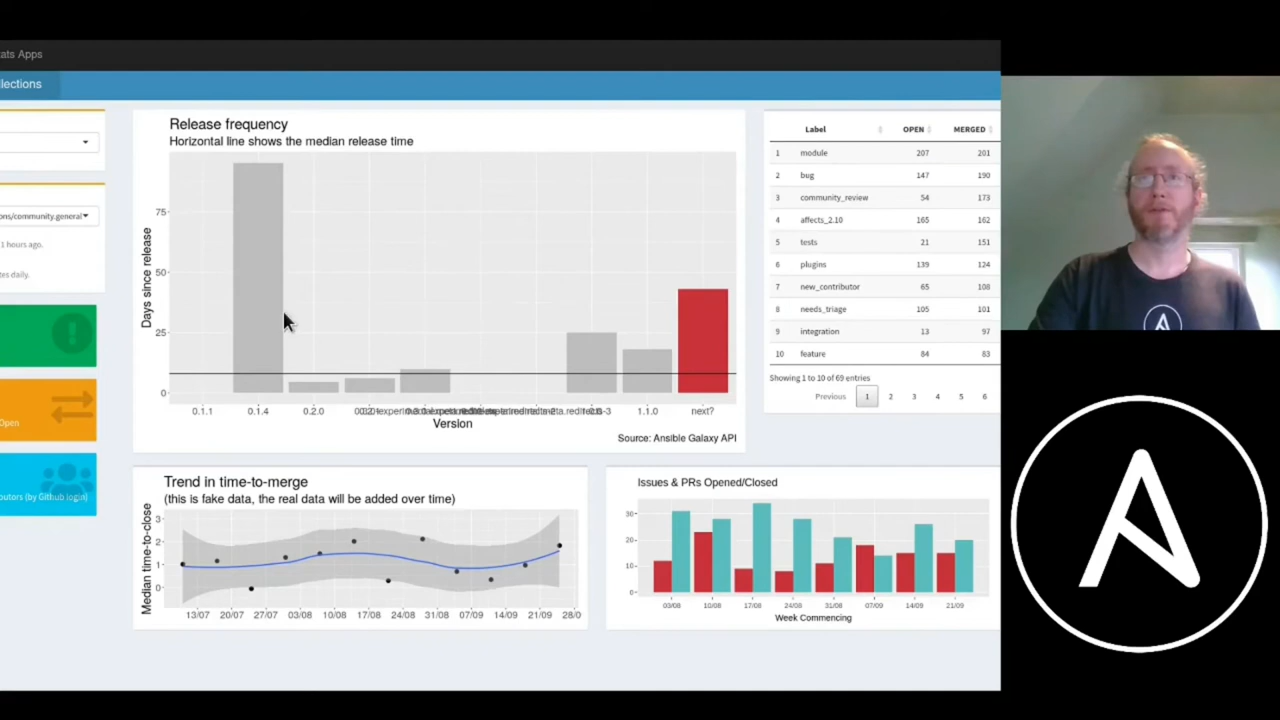 ats Apps
llections
ons/community.general
1 hours ago.
tes daily.
Open
utors (by Github login)
Release frequency
Horizontal line shows the median release time
Days since release
75
50
25
0
0.1.1
0.1.4
0.2.0
1.1.0
next?
Version
Source: Ansible Galaxy API
Label OPEN MERGED
1 module 207 201
2 bug 147 190
3 community_review 54 173
4 affects_2.10 165 162
5 tests 21 151
6 plugins 139 124
7 new_contributor 65 108
8 needs_triage 105 101
9 integration 13 97
10 feature 84 83
Showing 1 to 10 of 69 entries
Previous 1 2 3 4 5 6
Trend in time-to-merge
(this is fake data, the real data will be added over time)
Median time-to-close
3
2
1
0
13/07 20/07 27/07 03/08 10/08 17/08 24/08 31/08 07/09 14/09 21/09 28/0
Issues & PRs Opened/Closed
30
20
10
0
03/08 10/08 17/08 24/08 31/08 07/09 14/09 21/09
Week Commencing